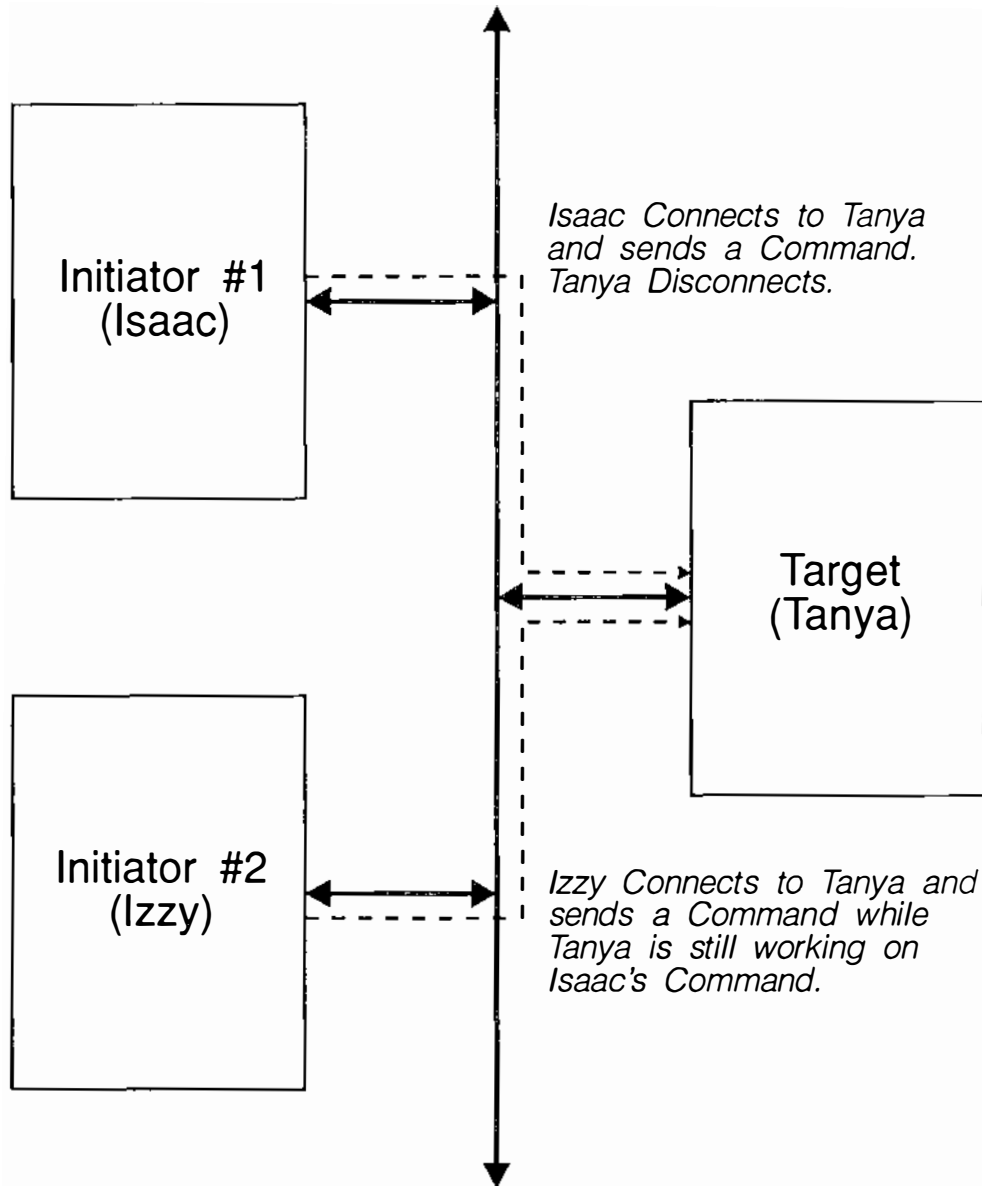 Initiator #1
(Isaac)
Isaac Connects to Tanya
and sends a Command.
Tanya Disconnects.
Target
(Tanya)
Initiator #2
(Izzy)
Izzy Connects to Tanya and
sends a Command while
Tanya is still working on
Isaac's Command.